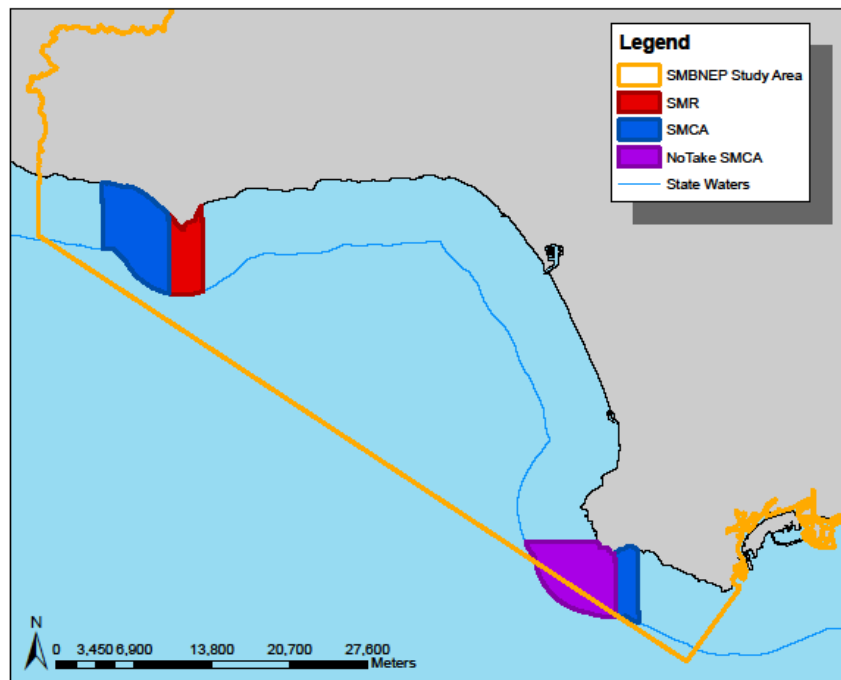 Legend
SMBNEP Study Area
SMR
SMCA
NoTake SMCA
State Waters
N
0 3,450 6,900 13,800 20,700 27,600
Meters